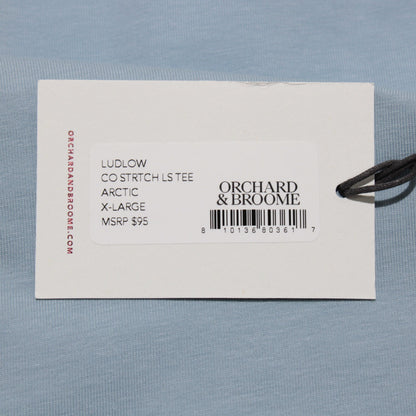 ORCHARDANDBROOME.COM
LUDLOW
CO STRTCH LS TEE
ARCTIC
X-LARGE
MSRP $95
ORCHARD
& BROOME
8 10136 80361 7